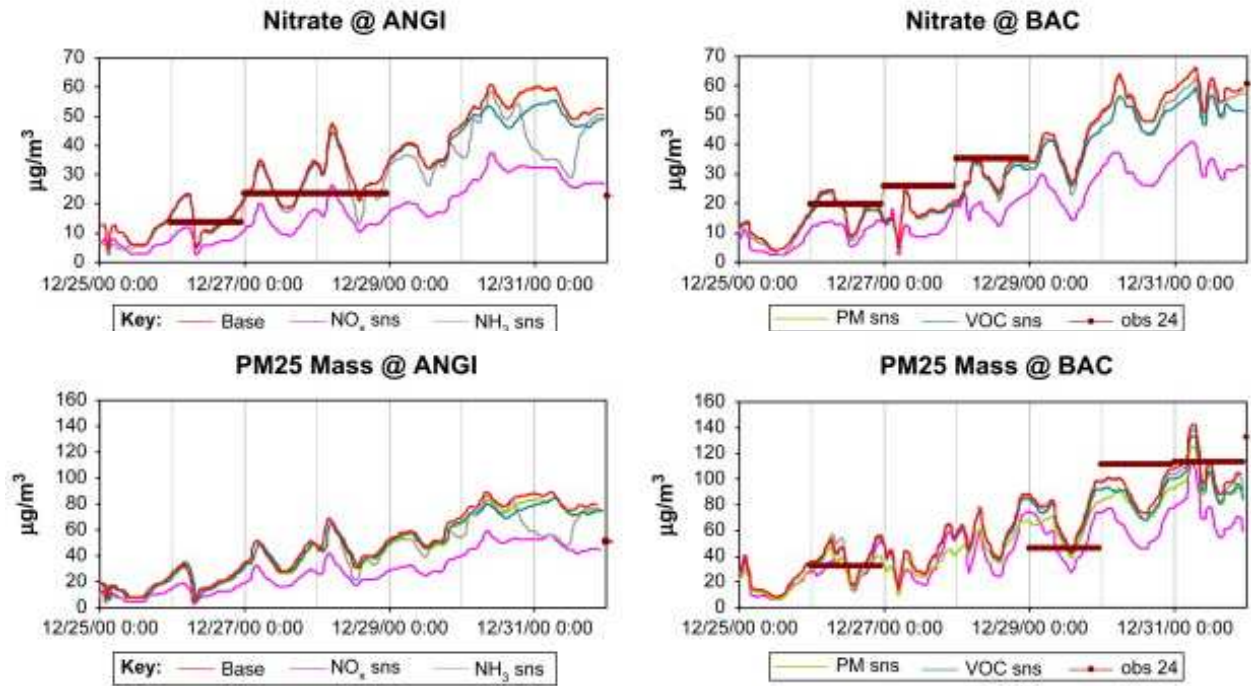 Nitrate @ ANGI
70
60
50
40
30
20
10
0
µg/m³
12/25/00 0:00 12/27/00 0:00 12/29/00 0:00 12/31/00 0:00
Key: Base NOx sns NH3 sns
Nitrate @ BAC
70
60
50
40
30
20
10
0
µg/m³
12/25/00 0:00 12/27/00 0:00 12/29/00 0:00 12/31/00 0:00
PM sns VOC sns obs 24
PM25 Mass @ ANGI
160
140
120
100
80
60
40
20
0
µg/m³
12/25/00 0:00 12/27/00 0:00 12/29/00 0:00 12/31/00 0:00
Key: Base NOx sns NH3 sns
PM25 Mass @ BAC
160
140
120
100
80
60
40
20
0
µg/m³
12/25/00 0:00 12/27/00 0:00 12/29/00 0:00 12/31/00 0:00
PM sns VOC sns obs 24